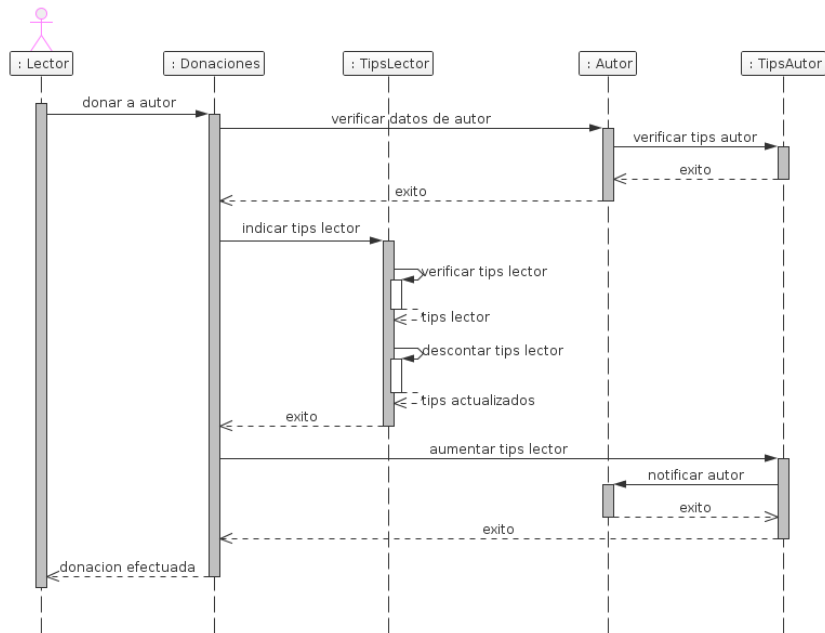 : Lector
: Donaciones
: TipsLector
: Autor
: TipsAutor
donar a autor
verificar datos de autor
verificar tips autor
exito
exito
indicar tips lector
verificar tips lector
tips lector
descontar tips lector
tips actualizados
exito
aumentar tips lector
notificar autor
exito
exito
donacion efectuada